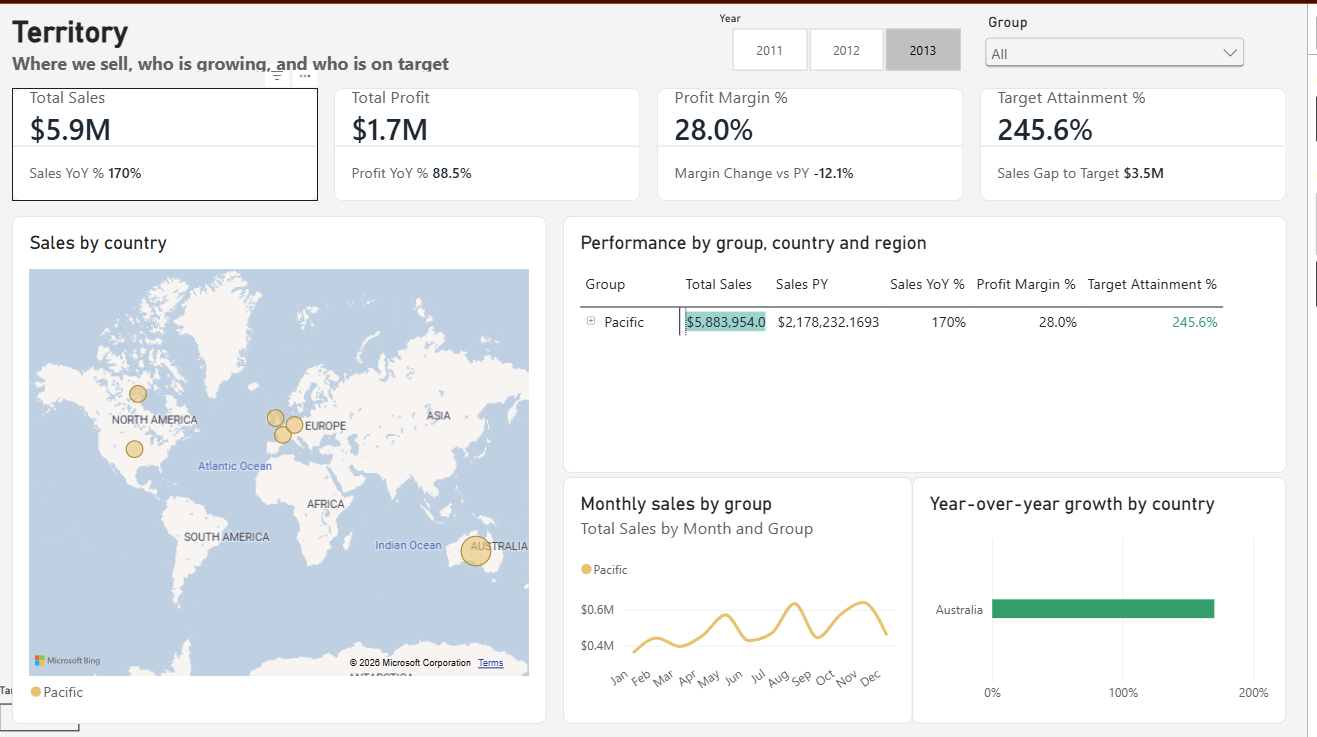 Territory
Where we sell, who is growing, and who is on target
Year
2011
2012
2013
Group
All
Total Sales
$5.9M
Sales YoY % 170%
Total Profit
$1.7M
Profit YoY % 88.5%
Profit Margin %
28.0%
Margin Change vs PY -12.1%
Target Attainment %
245.6%
Sales Gap to Target $3.5M
Sales by country
NORTH AMERICA
EUROPE
ASIA
Atlantic Ocean
AFRICA
SOUTH AMERICA
Indian Ocean
AUSTRALIA
Microsoft Bing
© 2026 Microsoft Corporation Terms
ANTARCTICA
Pacific
Performance by group, country and region
Group Total Sales Sales PY Sales YoY % Profit Margin % Target Attainment %
Pacific $5,883,954.0 $2,178,232.1693 170% 28.0% 245.6%
Monthly sales by group
Total Sales by Month and Group
Pacific
$0.6M
$0.4M
Jan Feb Mar Apr May Jun Jul Aug Sep Oct Nov Dec
Year-over-year growth by country
Australia
0% 100% 200%